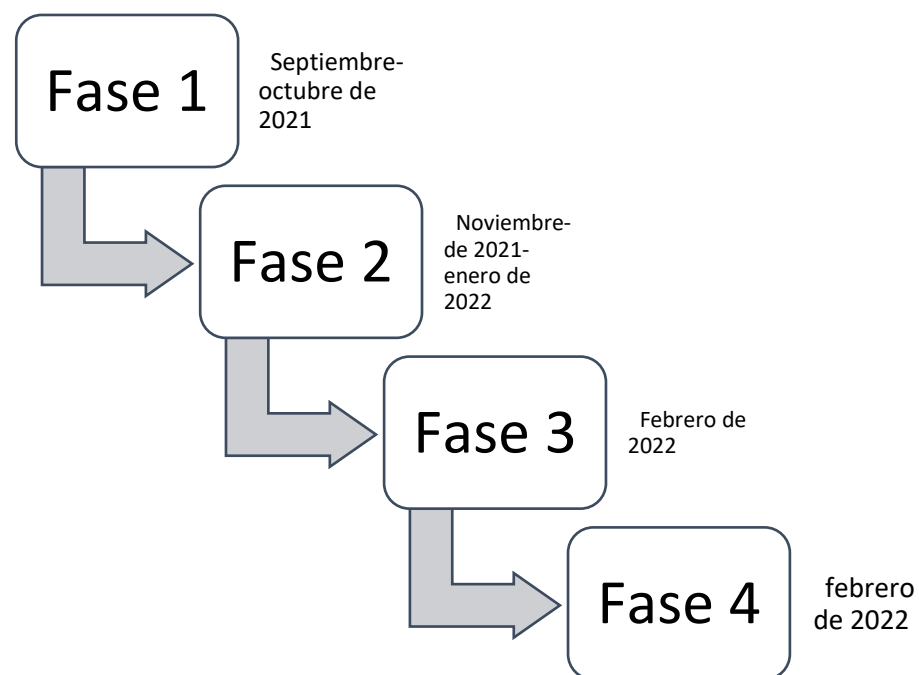 Fase 1
Septiembre-
octubre de
2021
Fase 2
Noviembre-
de 2021-
enero de
2022
Fase 3
Febrero de
2022
Fase 4
febrero
de 2022